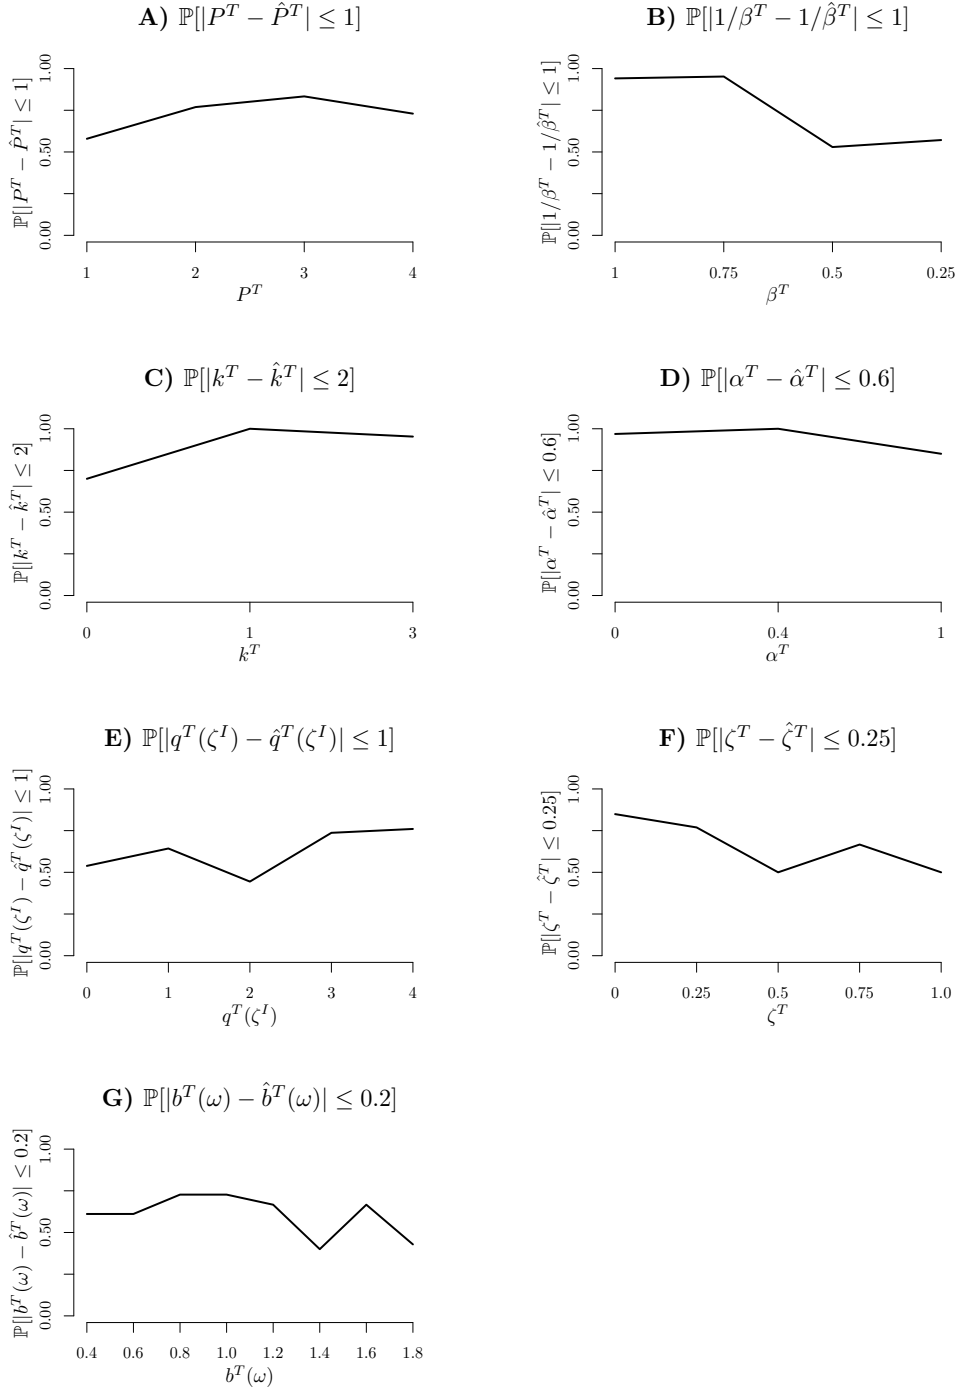 A) ℙ[|P^T − P̂^T| ≤ 1]
ℙ[|P^T − P̂^T| ≤ 1]
1.00
0.50
0.00
1 2 3 4
P^T
B) ℙ[|1/β^T − 1/β̂^T| ≤ 1]
ℙ[|1/β^T − 1/β̂^T| ≤ 1]
1.00
0.50
0.00
1 0.75 0.5 0.25
β^T
C) ℙ[|k^T − k̂^T| ≤ 2]
ℙ[|k^T − k̂^T| ≤ 2]
1.00
0.50
0.00
0 1 3
k^T
D) ℙ[|α^T − α̂^T| ≤ 0.6]
ℙ[|α^T − α̂^T| ≤ 0.6]
1.00
0.50
0.00
0 0.4 1
α^T
E) ℙ[|q^T(ζ^I) − q̂^T(ζ^I)| ≤ 1]
ℙ[|q^T(ζ^I) − q̂^T(ζ^I)| ≤ 1]
1.00
0.50
0.00
0 1 2 3 4
q^T(ζ^I)
F) ℙ[|ζ^T − ζ̂^T| ≤ 0.25]
ℙ[|ζ^T − ζ̂^T| ≤ 0.25]
1.00
0.50
0.00
0 0.25 0.5 0.75 1.0
ζ^T
G) ℙ[|b^T(ω) − b̂^T(ω)| ≤ 0.2]
ℙ[|b^T(ω) − b̂^T(ω)| ≤ 0.2]
1.00
0.50
0.00
0.4 0.6 0.8 1.0 1.2 1.4 1.6 1.8
b^T(ω)